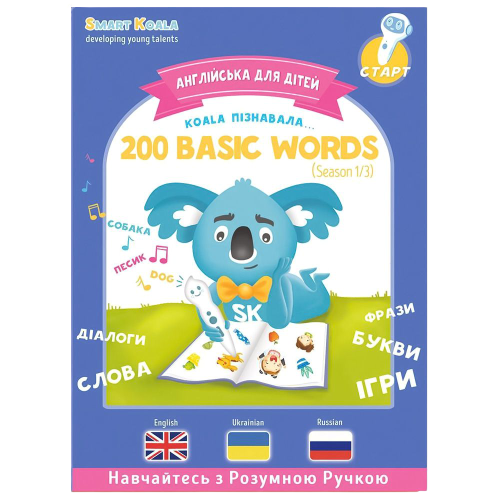 SMART KOALA
developing young talents
СТАРТ
АНГЛІЙСЬКА ДЛЯ ДІТЕЙ
KOALA ПІЗНАВАЛА...
200 BASIC WORDS
(Season 1/3)
СОБАКА
ПЕСИК
DOG
SK
ДІАЛОГИ
СЛОВА
ФРАЗИ
БУКВИ
ІГРИ
English
Ukrainian
Russian
Навчайтесь з Розумною Ручкою